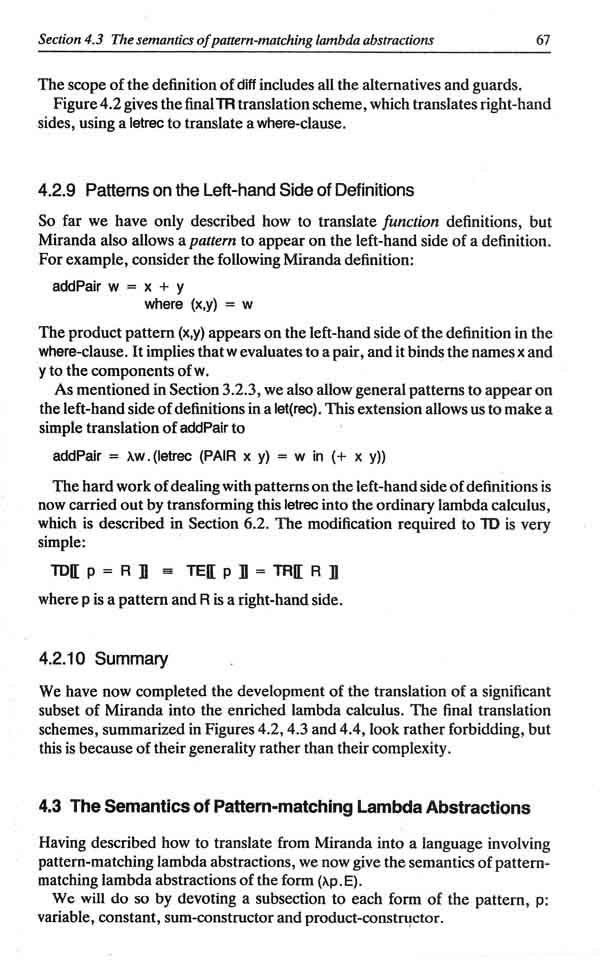 Section 4.3 The semantics of pattern-matching lambda abstractions 67
The scope of the definition of diff includes all the alternatives and guards.
Figure 4.2 gives the final TR translation scheme, which translates right-hand
sides, using a letrec to translate a where-clause.
4.2.9 Patterns on the Left-hand Side of Definitions
So far we have only described how to translate function definitions, but
Miranda also allows a pattern to appear on the left-hand side of a definition.
For example, consider the following Miranda definition:
addPair w = x + y
where (x,y) = w
The product pattern (x,y) appears on the left-hand side of the definition in the
where-clause. It implies that w evaluates to a pair, and it binds the names x and
y to the components of w.
As mentioned in Section 3.2.3, we also allow general patterns to appear on
the left-hand side of definitions in a let(rec). This extension allows us to make a
simple translation of addPair to
addPair = λw.(letrec (PAIR x y) = w in (+ x y))
The hard work of dealing with patterns on the left-hand side of definitions is
now carried out by transforming this letrec into the ordinary lambda calculus,
which is described in Section 6.2. The modification required to TD is very
simple:
TD⟦ p = R ⟧ ≡ TE⟦ p ⟧ = TR⟦ R ⟧
where p is a pattern and R is a right-hand side.
4.2.10 Summary
We have now completed the development of the translation of a significant
subset of Miranda into the enriched lambda calculus. The final translation
schemes, summarized in Figures 4.2, 4.3 and 4.4, look rather forbidding, but
this is because of their generality rather than their complexity.
4.3 The Semantics of Pattern-matching Lambda Abstractions
Having described how to translate from Miranda into a language involving
pattern-matching lambda abstractions, we now give the semantics of pattern-
matching lambda abstractions of the form (λp.E).
We will do so by devoting a subsection to each form of the pattern, p:
variable, constant, sum-constructor and product-constructor.